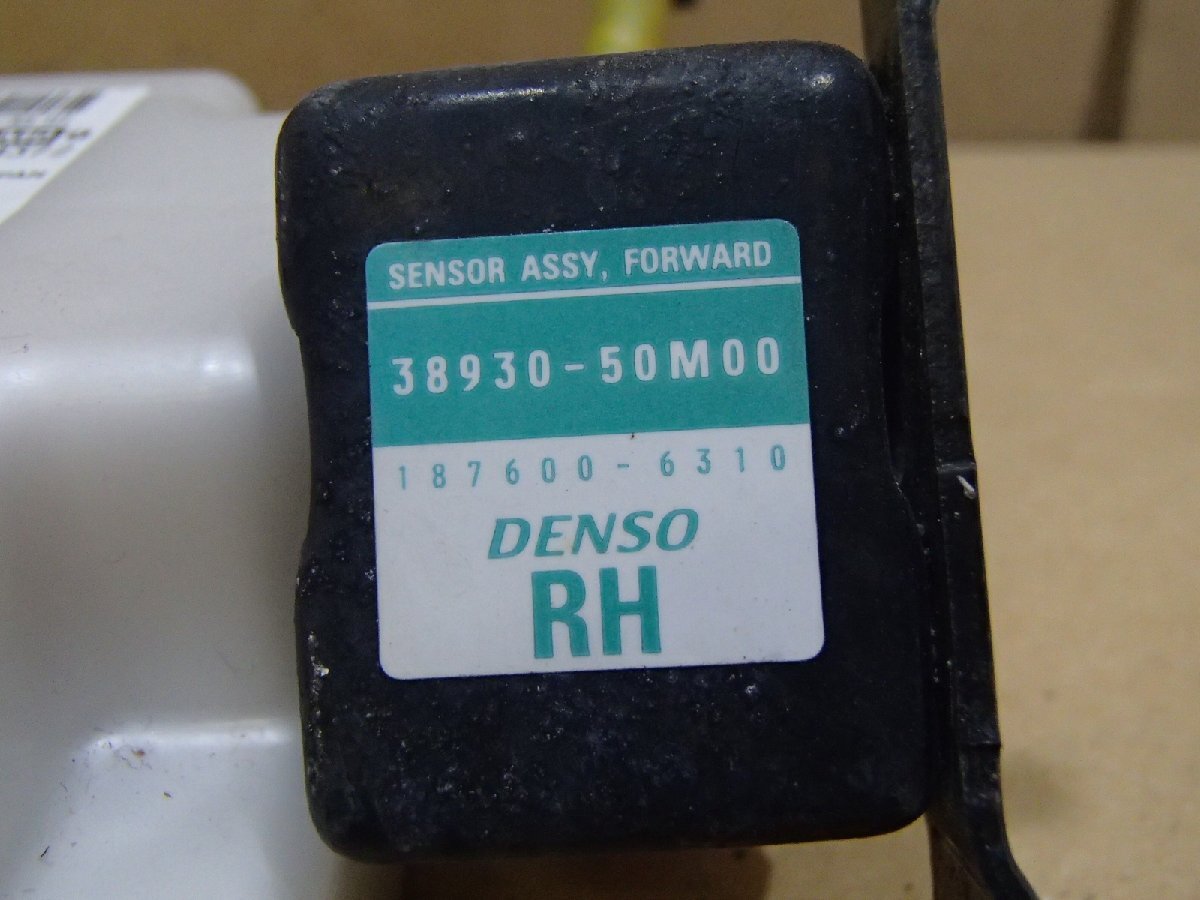 SENSOR ASSY, FORWARD
38930-50M00
187600-6310
DENSO
RH